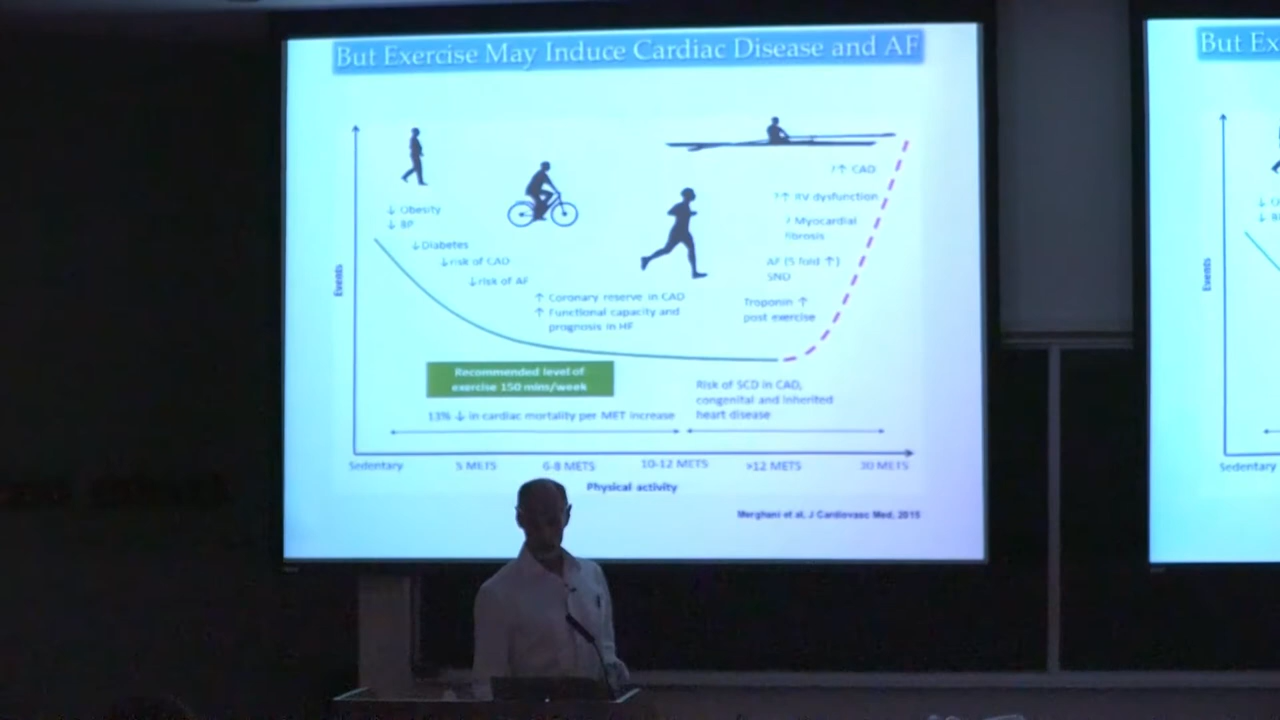 But Exercise May Induce Cardiac Disease and AF
But Ex
?↑ CAD
?↑ RV dysfunction
↓ Obesity
↓ BP
? Myocardial
fibrosis
↓Diabetes
↓risk of CAD
AF (5 fold ↑)
SND
↓risk of AF
Events
Events
↑ Coronary reserve in CAD
↑ Functional capacity and
prognosis in HF
Troponin ↑
post exercise
Recommended level of
exercise 150 mins/week
Risk of SCD in CAD,
congenital and inherited
heart disease
13% ↓ in cardiac mortality per MET increase
Sedentary 5 METS 6-8 METS 10-12 METS >12 METS 30 METS
Sedentary
Physical activity
Merghani et al, J Cardiovasc Med, 2015